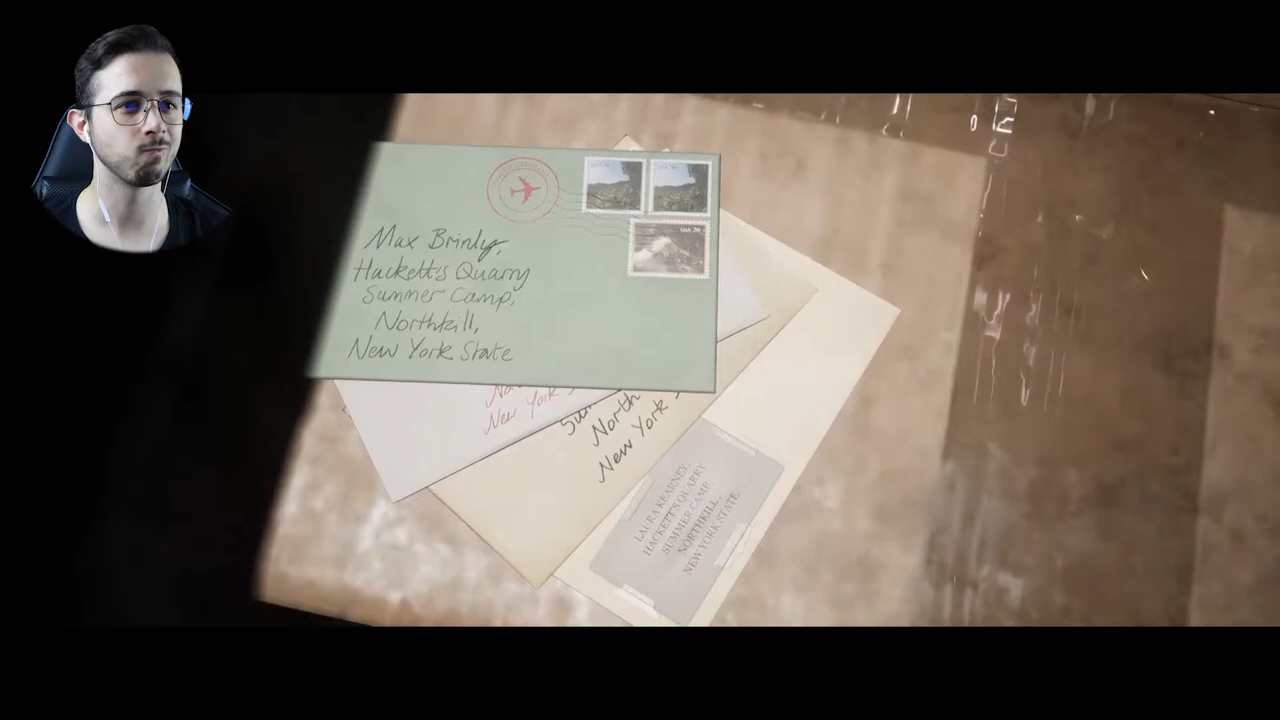 Max Brinly,
Hackett's Quarry
Summer Camp,
Northkill,
New York State
New York
North
New York
LAURA KEARNEY,
HACKETT'S QUARRY
SUMMER CAMP,
NORTHKILL,
NEW YORK STATE